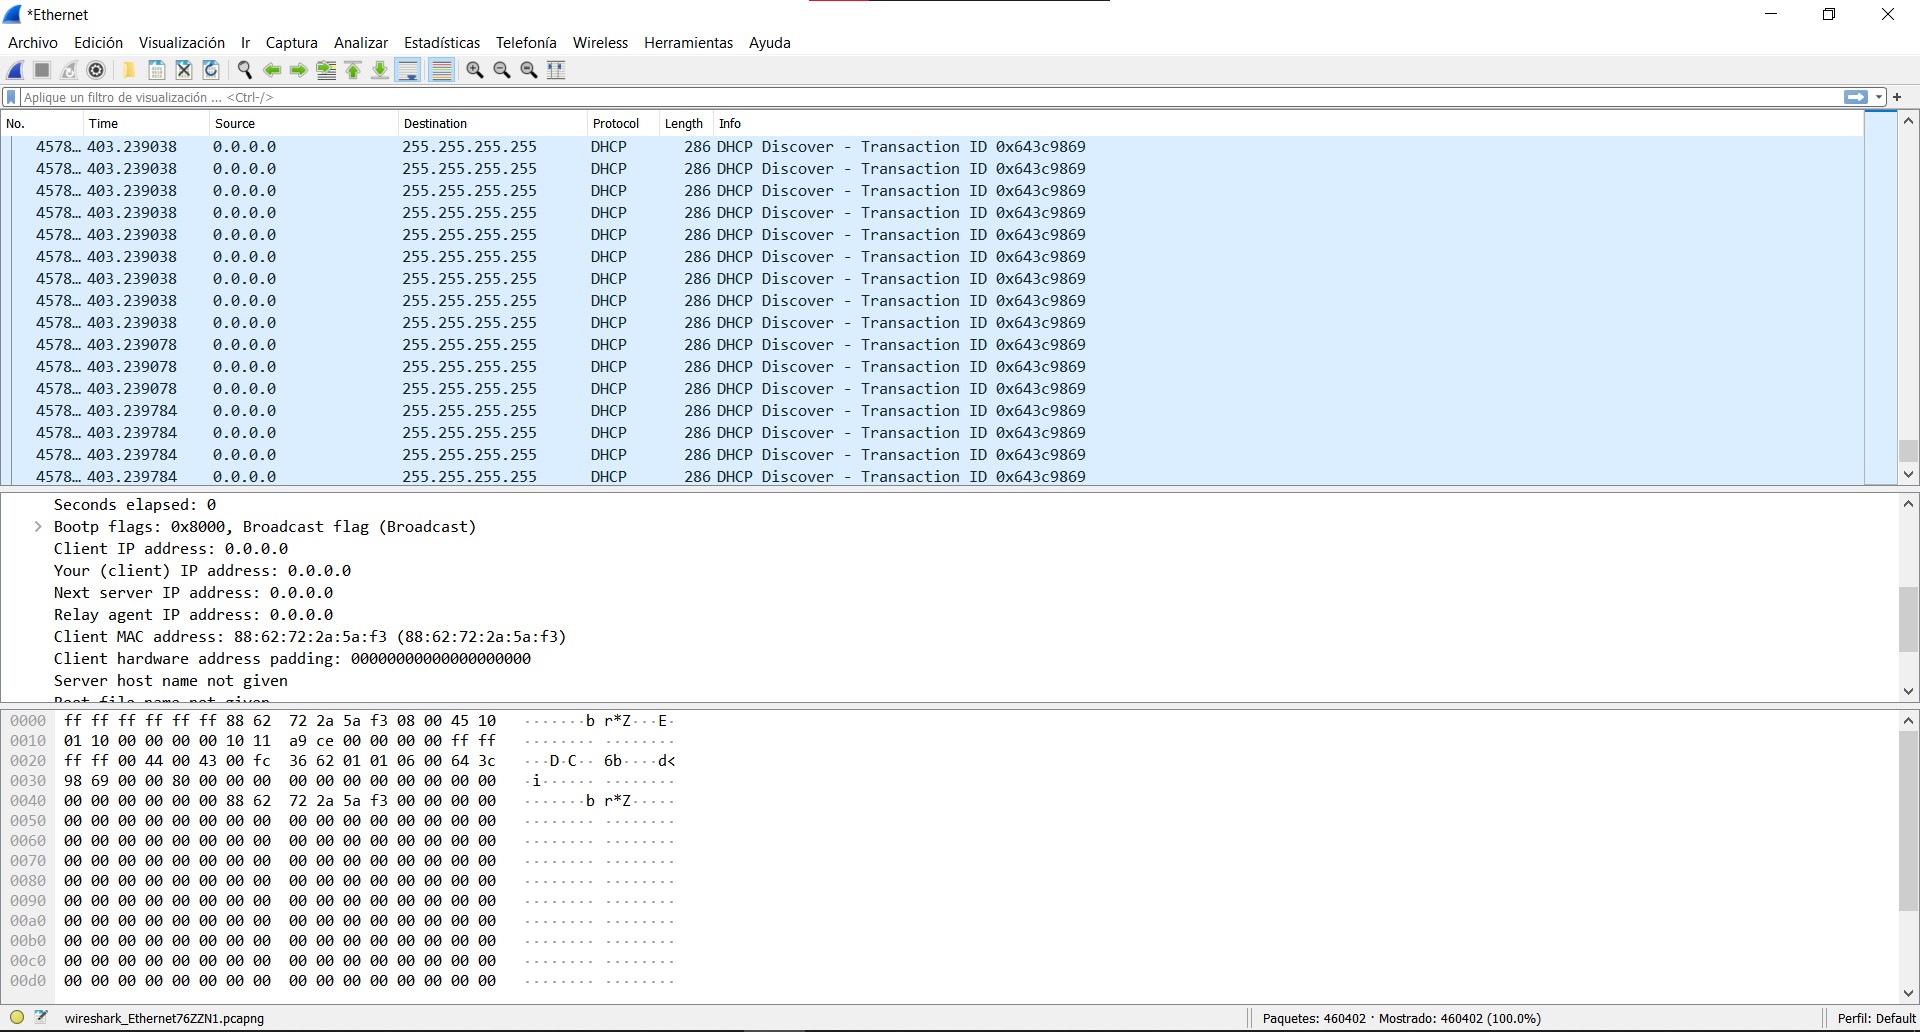 *Ethernet
Archivo Edición Visualización Ir Captura Analizar Estadísticas Telefonía Wireless Herramientas Ayuda
Aplique un filtro de visualización ... <Ctrl-/>
No. Time Source Destination Protocol Length Info
4578… 403.239038 0.0.0.0 255.255.255.255 DHCP 286 DHCP Discover - Transaction ID 0x643c9869
4578… 403.239038 0.0.0.0 255.255.255.255 DHCP 286 DHCP Discover - Transaction ID 0x643c9869
4578… 403.239038 0.0.0.0 255.255.255.255 DHCP 286 DHCP Discover - Transaction ID 0x643c9869
4578… 403.239038 0.0.0.0 255.255.255.255 DHCP 286 DHCP Discover - Transaction ID 0x643c9869
4578… 403.239038 0.0.0.0 255.255.255.255 DHCP 286 DHCP Discover - Transaction ID 0x643c9869
4578… 403.239038 0.0.0.0 255.255.255.255 DHCP 286 DHCP Discover - Transaction ID 0x643c9869
4578… 403.239038 0.0.0.0 255.255.255.255 DHCP 286 DHCP Discover - Transaction ID 0x643c9869
4578… 403.239038 0.0.0.0 255.255.255.255 DHCP 286 DHCP Discover - Transaction ID 0x643c9869
4578… 403.239038 0.0.0.0 255.255.255.255 DHCP 286 DHCP Discover - Transaction ID 0x643c9869
4578… 403.239078 0.0.0.0 255.255.255.255 DHCP 286 DHCP Discover - Transaction ID 0x643c9869
4578… 403.239078 0.0.0.0 255.255.255.255 DHCP 286 DHCP Discover - Transaction ID 0x643c9869
4578… 403.239078 0.0.0.0 255.255.255.255 DHCP 286 DHCP Discover - Transaction ID 0x643c9869
4578… 403.239784 0.0.0.0 255.255.255.255 DHCP 286 DHCP Discover - Transaction ID 0x643c9869
4578… 403.239784 0.0.0.0 255.255.255.255 DHCP 286 DHCP Discover - Transaction ID 0x643c9869
4578… 403.239784 0.0.0.0 255.255.255.255 DHCP 286 DHCP Discover - Transaction ID 0x643c9869
4578… 403.239784 0.0.0.0 255.255.255.255 DHCP 286 DHCP Discover - Transaction ID 0x643c9869
Seconds elapsed: 0
Bootp flags: 0x8000, Broadcast flag (Broadcast)
Client IP address: 0.0.0.0
Your (client) IP address: 0.0.0.0
Next server IP address: 0.0.0.0
Relay agent IP address: 0.0.0.0
Client MAC address: 88:62:72:2a:5a:f3 (88:62:72:2a:5a:f3)
Client hardware address padding: 00000000000000000000
Server host name not given
Boot file name not given
0000 ff ff ff ff ff ff 88 62 72 2a 5a f3 08 00 45 10 ·······b r*Z···E·
0010 01 10 00 00 00 00 10 11 a9 ce 00 00 00 00 ff ff ········ ········
0020 ff ff 00 44 00 43 00 fc 36 62 01 01 06 00 64 3c ···D·C·· 6b····d<
0030 98 69 00 00 80 00 00 00 00 00 00 00 00 00 00 00 ·i······ ········
0040 00 00 00 00 00 00 88 62 72 2a 5a f3 00 00 00 00 ·······b r*Z·····
0050 00 00 00 00 00 00 00 00 00 00 00 00 00 00 00 00 ········ ········
0060 00 00 00 00 00 00 00 00 00 00 00 00 00 00 00 00 ········ ········
0070 00 00 00 00 00 00 00 00 00 00 00 00 00 00 00 00 ········ ········
0080 00 00 00 00 00 00 00 00 00 00 00 00 00 00 00 00 ········ ········
0090 00 00 00 00 00 00 00 00 00 00 00 00 00 00 00 00 ········ ········
00a0 00 00 00 00 00 00 00 00 00 00 00 00 00 00 00 00 ········ ········
00b0 00 00 00 00 00 00 00 00 00 00 00 00 00 00 00 00 ········ ········
00c0 00 00 00 00 00 00 00 00 00 00 00 00 00 00 00 00 ········ ········
00d0 00 00 00 00 00 00 00 00 00 00 00 00 00 00 00 00 ········ ········
wireshark_Ethernet76ZZN1.pcapng Paquetes: 460402 · Mostrado: 460402 (100.0%) Perfil: Default